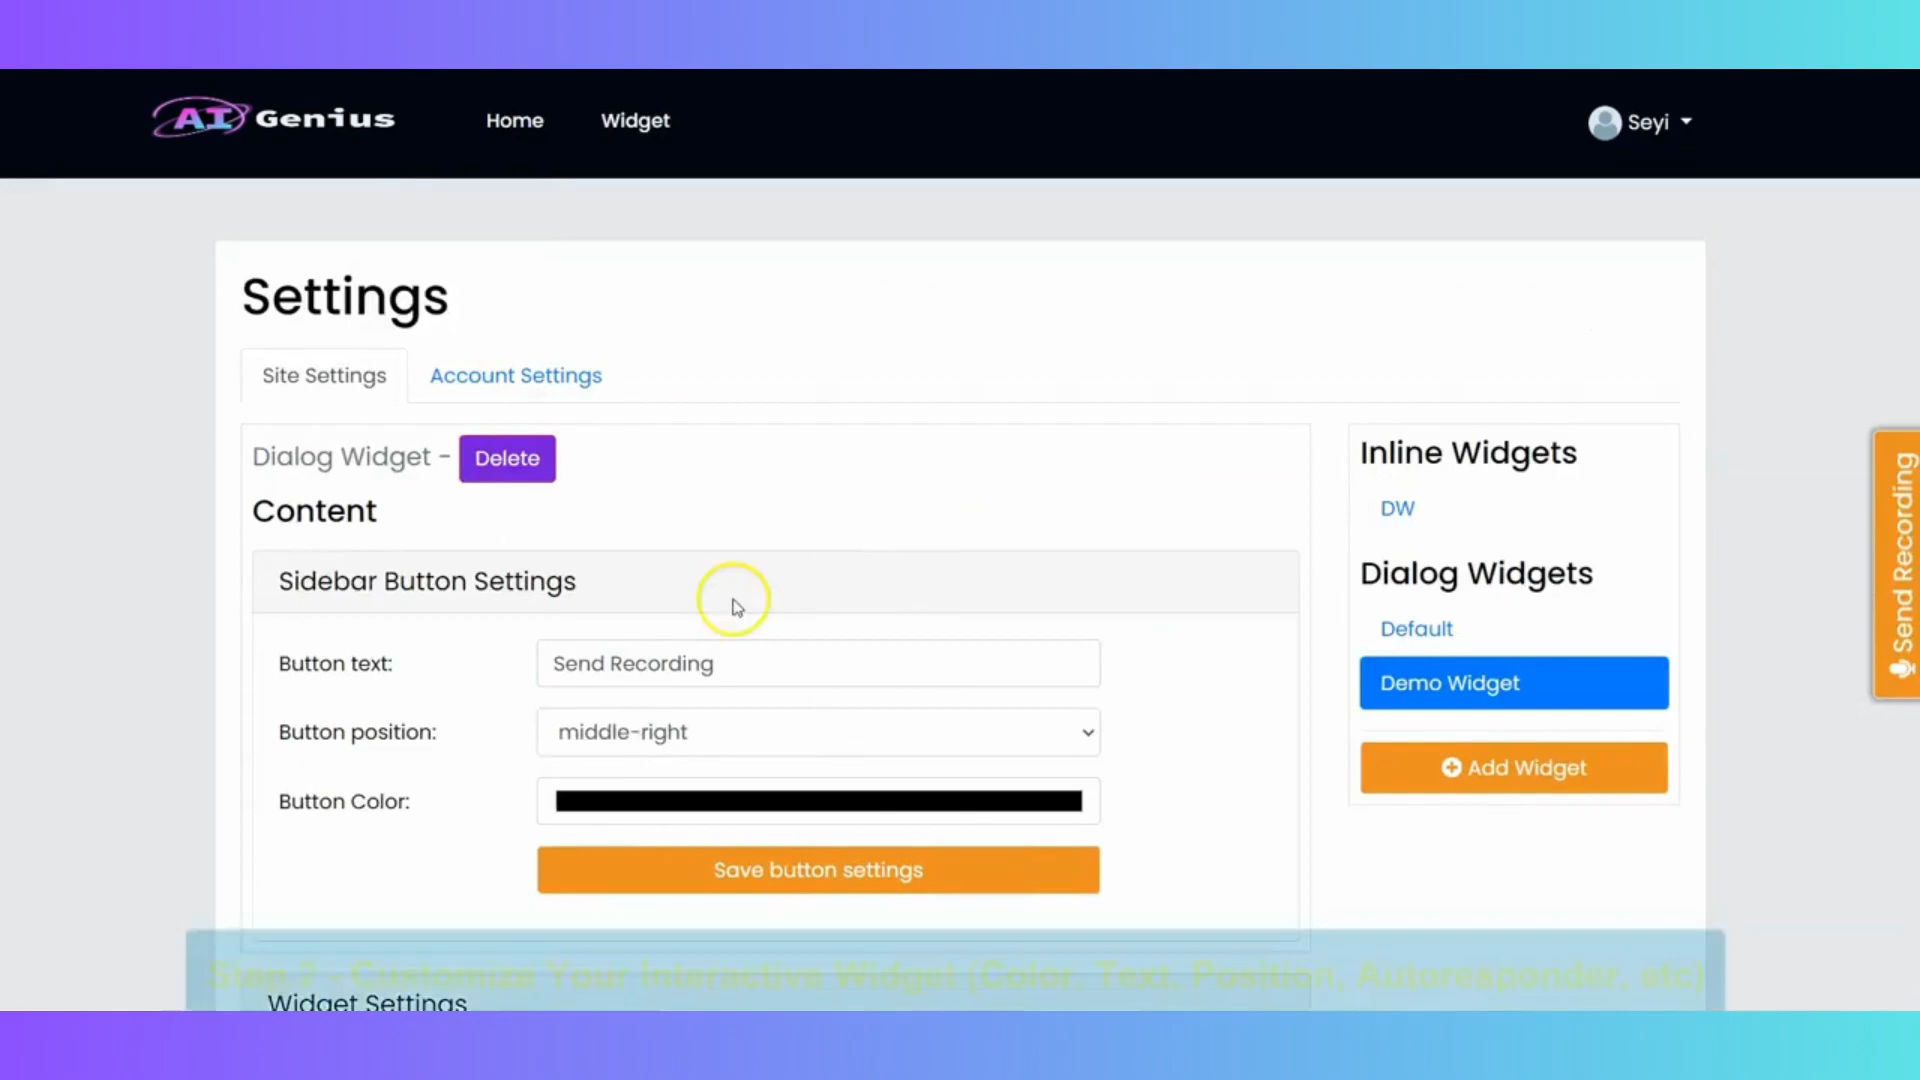 AI Genius
Home
Widget
Seyi
Settings
Site Settings
Account Settings
Dialog Widget -
Delete
Content
Sidebar Button Settings
Button text:
Send Recording
Button position:
middle-right
Button Color:
Save button settings
Inline Widgets
DW
Dialog Widgets
Default
Demo Widget
Add Widget
Send Recording
Step 2 - Customize Your Interactive Widget (Color, Text, Position, Autoresponder, etc)
Widget Settings